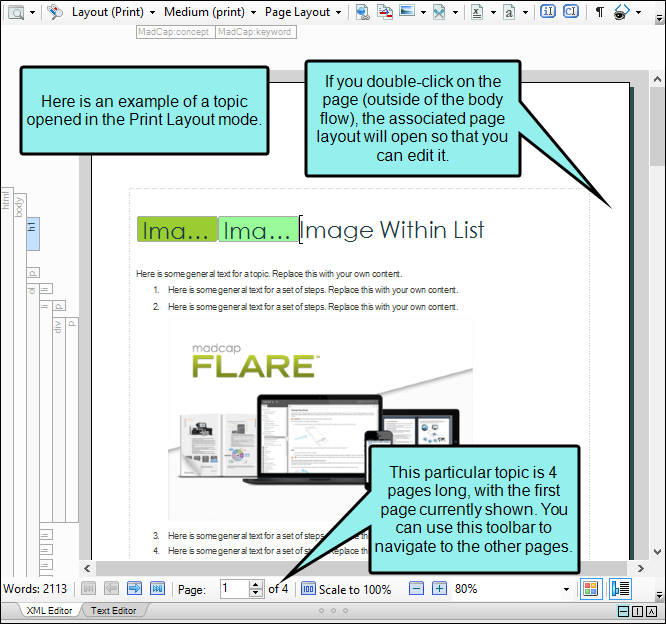 Layout (Print) Medium (print) Page Layout
MadCap:concept MadCap:keyword
Here is an example of a topic
opened in the Print Layout mode.
If you double-click on the
page (outside of the body
flow), the associated page
layout will open so that you
can edit it.
html
body
h1
p
ol
li
li
p
div
p
li
li
Ima... Ima... Image Within List
Here is some general text for a topic. Replace this with your own content.
1. Here is some general text for a set of steps. Replace this with your own content.
2. Here is some general text for a set of steps. Replace this with your own content.
madcap
FLARE™
This particular topic is 4
pages long, with the first
page currently shown. You
can use this toolbar to
navigate to the other pages.
3. Here is some general text for a set of steps
4. Here is some general text for a set of steps. Replace this
Words: 2113 Page: 1 of 4 100 Scale to 100% 80%
XML Editor Text Editor